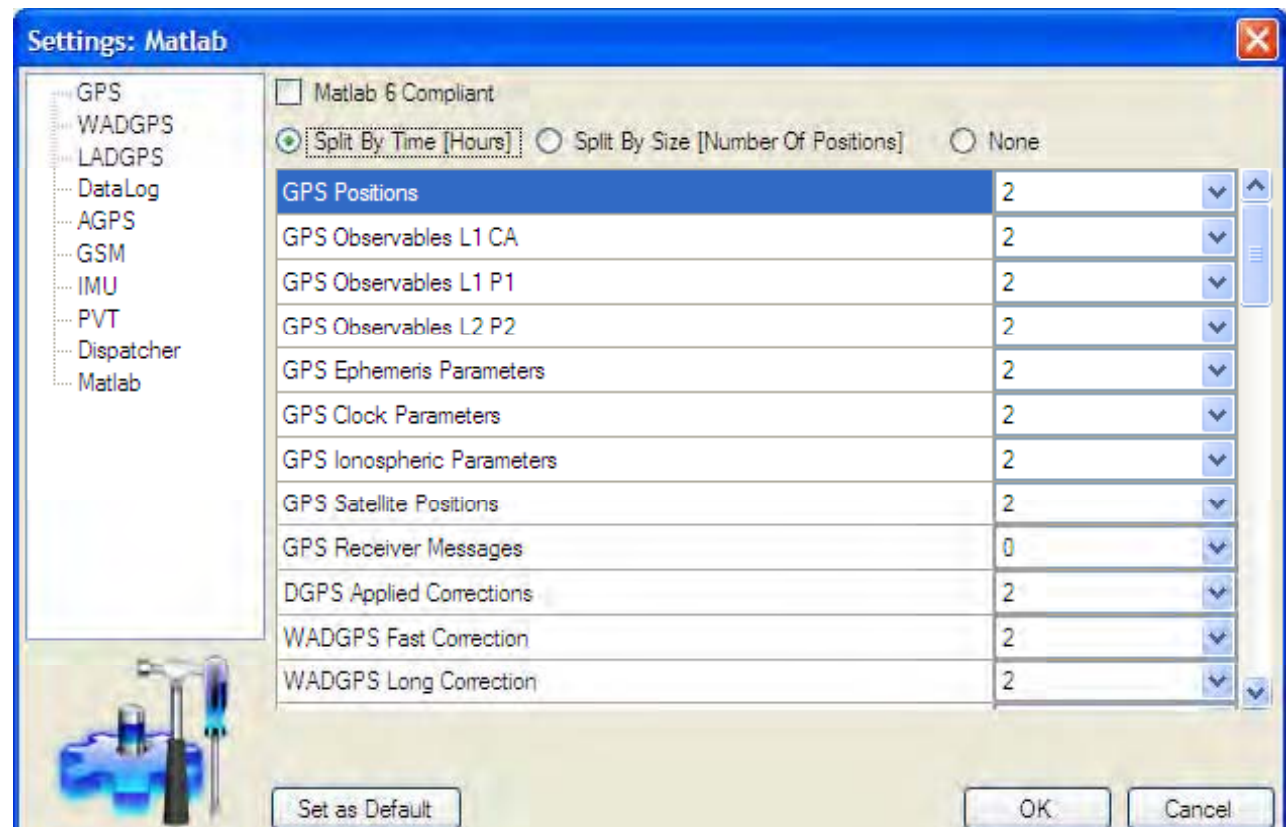 Settings: Matlab
GPS
WADGPS
LADGPS
DataLog
AGPS
GSM
IMU
PVT
Dispatcher
Matlab
Matlab 6 Compliant
Split By Time [Hours] Split By Size [Number Of Positions] None
GPS Positions 2
GPS Observables L1 CA 2
GPS Observables L1 P1 2
GPS Observables L2 P2 2
GPS Ephemeris Parameters 2
GPS Clock Parameters 2
GPS Ionospheric Parameters 2
GPS Satellite Positions 2
GPS Receiver Messages 0
DGPS Applied Corrections 2
WADGPS Fast Correction 2
WADGPS Long Correction 2
Set as Default OK Cancel